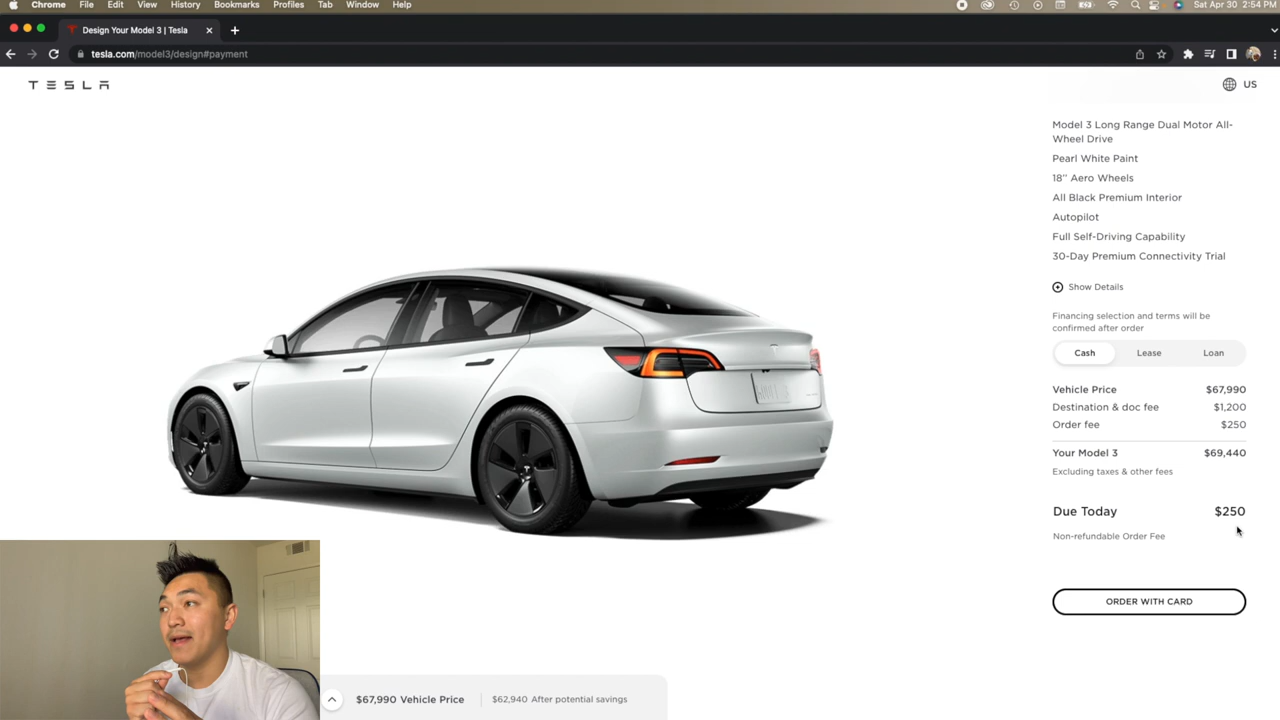 Chrome File Edit View History Bookmarks Profiles Tab Window Help Sat Apr 30 2:54 PM
Design Your Model 3 | Tesla
tesla.com/model3/design#payment
TESLA US
Model 3 Long Range Dual Motor All-
Wheel Drive
Pearl White Paint
18" Aero Wheels
All Black Premium Interior
Autopilot
Full Self-Driving Capability
30-Day Premium Connectivity Trial
Show Details
Financing selection and terms will be
confirmed after order
Cash Lease Loan
Vehicle Price $67,990
Destination & doc fee $1,200
Order fee $250
Your Model 3 $69,440
Excluding taxes & other fees
Due Today $250
Non-refundable Order Fee
ORDER WITH CARD
$67,990 Vehicle Price $62,940 After potential savings